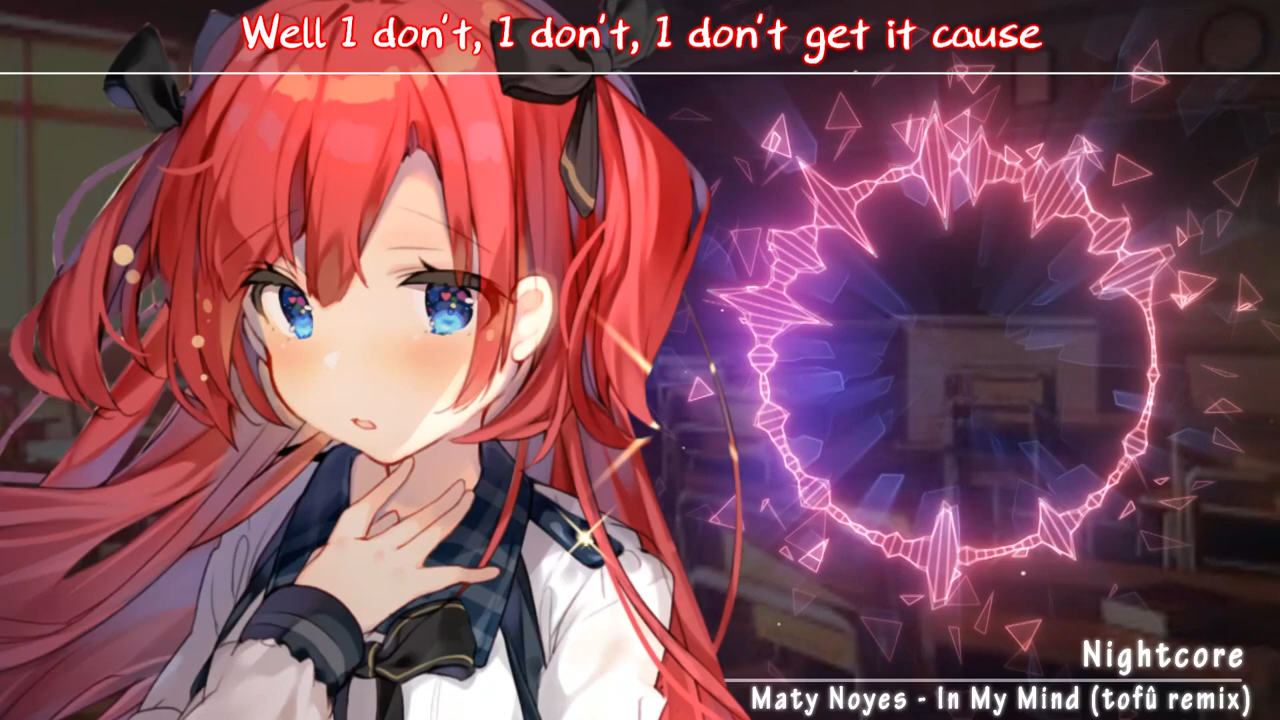 Well I don't, I don't, I don't get it cause
Nightcore
Maty Noyes - In My Mind (tofû remix)